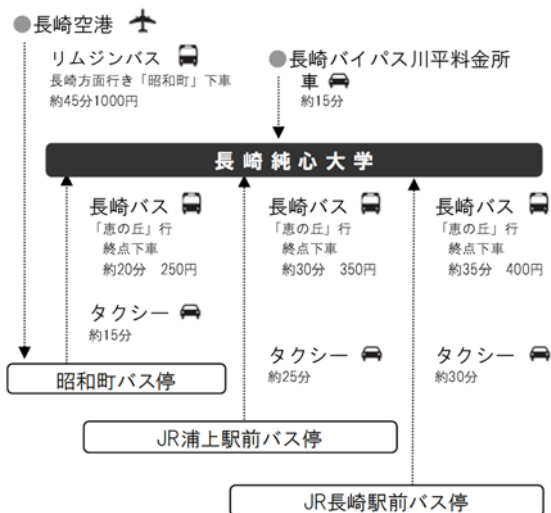 ●長崎空港
リムジンバス
長崎方面行き「昭和町」下車
約45分1000円
●長崎バイパス川平料金所
車
約15分
長崎純心大学
長崎バス
「恵の丘」行
終点下車
約20分 250円
タクシー
約15分
昭和町バス停
長崎バス
「恵の丘」行
終点下車
約30分 350円
タクシー
約25分
JR浦上駅前バス停
長崎バス
「恵の丘」行
終点下車
約35分 400円
タクシー
約30分
JR長崎駅前バス停